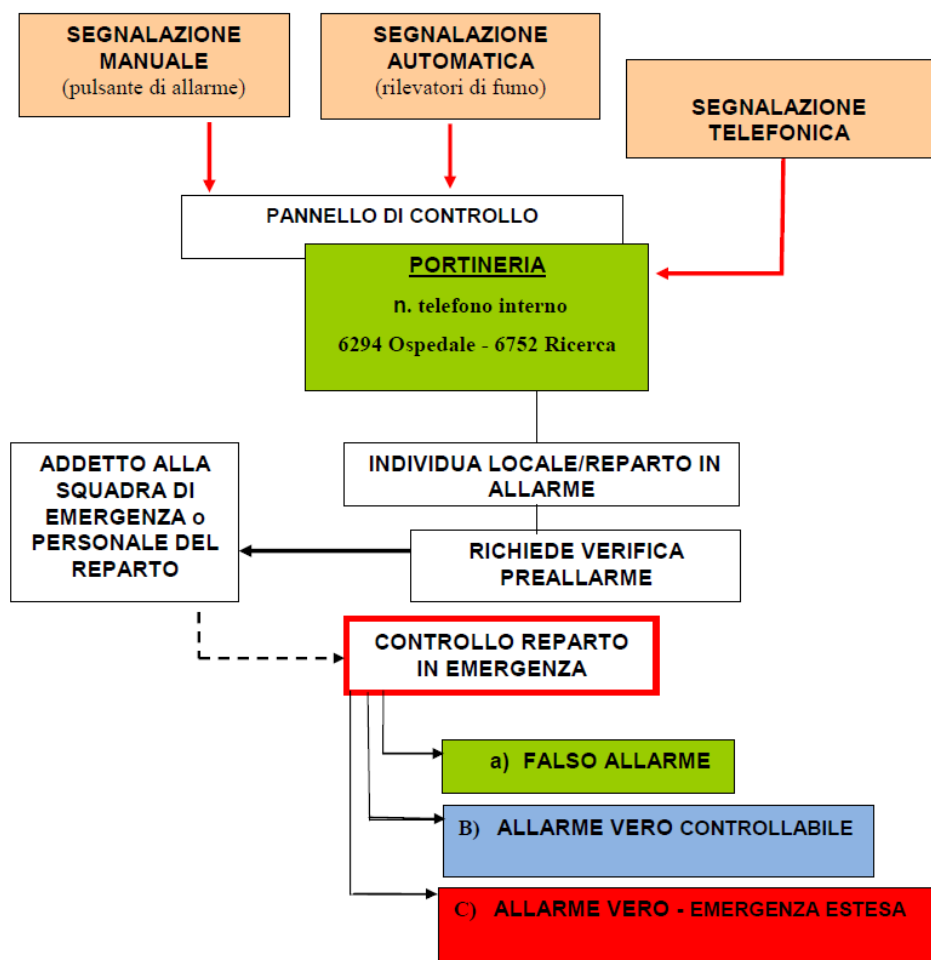 SEGNALAZIONE
MANUALE
(pulsante di allarme)
SEGNALAZIONE
AUTOMATICA
(rilevatori di fumo)
SEGNALAZIONE
TELEFONICA
PANNELLO DI CONTROLLO
PORTINERIA
n. telefono interno
6294 Ospedale - 6752 Ricerca
ADDETTO ALLA
SQUADRA DI
EMERGENZA o
PERSONALE DEL
REPARTO
INDIVIDUA LOCALE/REPARTO IN
ALLARME
RICHIEDE VERIFICA
PREALLARME
CONTROLLO REPARTO
IN EMERGENZA
a) FALSO ALLARME
B) ALLARME VERO CONTROLLABILE
C) ALLARME VERO - EMERGENZA ESTESA